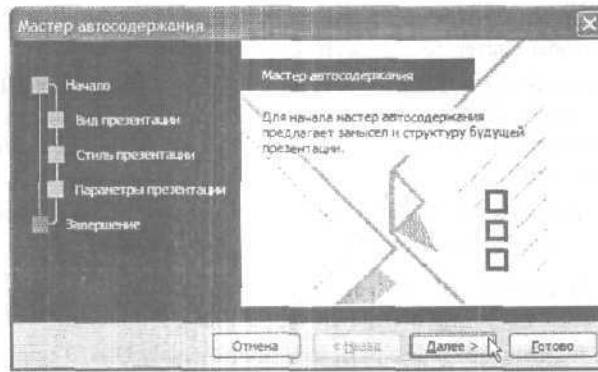 Мастер автосодержания
Начало
Вид презентации
Стиль презентации
Параметры презентации
Завершение
Мастер автосодержания
Для начала мастер автосодержания
предлагает замысел и структуру будущей
презентации.
Отмена
< Назад
Далее >
Готово